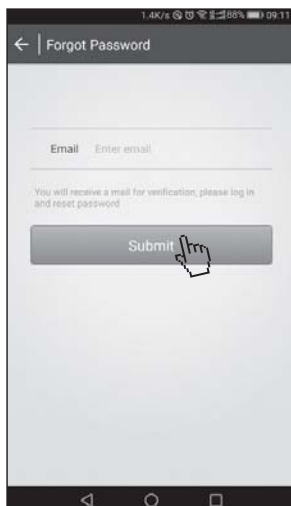 1.4K/s 88% 09:11
Forgot Password
Email Enter email
You will receive a mail for verification, please log in
and reset password
Submit